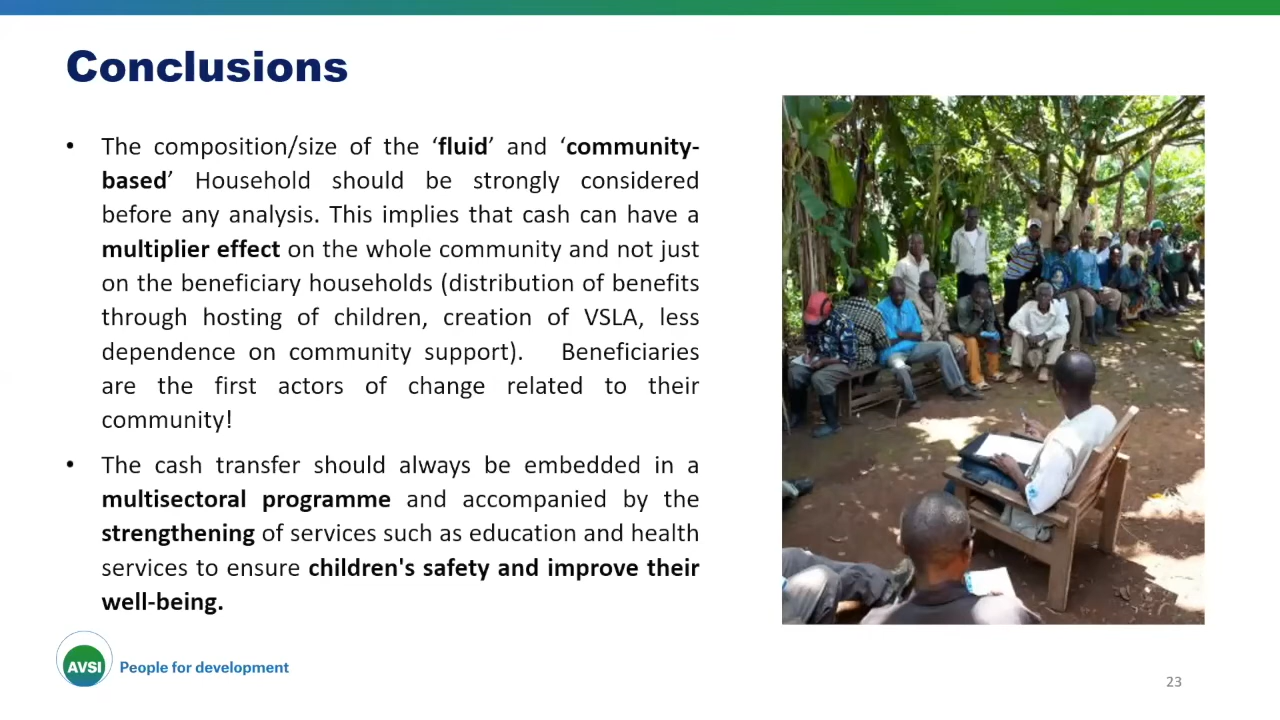 Conclusions
• The composition/size of the ‘fluid’ and ‘community-
based’ Household should be strongly considered
before any analysis. This implies that cash can have a
multiplier effect on the whole community and not just
on the beneficiary households (distribution of benefits
through hosting of children, creation of VSLA, less
dependence on community support). Beneficiaries
are the first actors of change related to their
community!
• The cash transfer should always be embedded in a
multisectoral programme and accompanied by the
strengthening of services such as education and health
services to ensure children's safety and improve their
well-being.
AVSI People for development
23